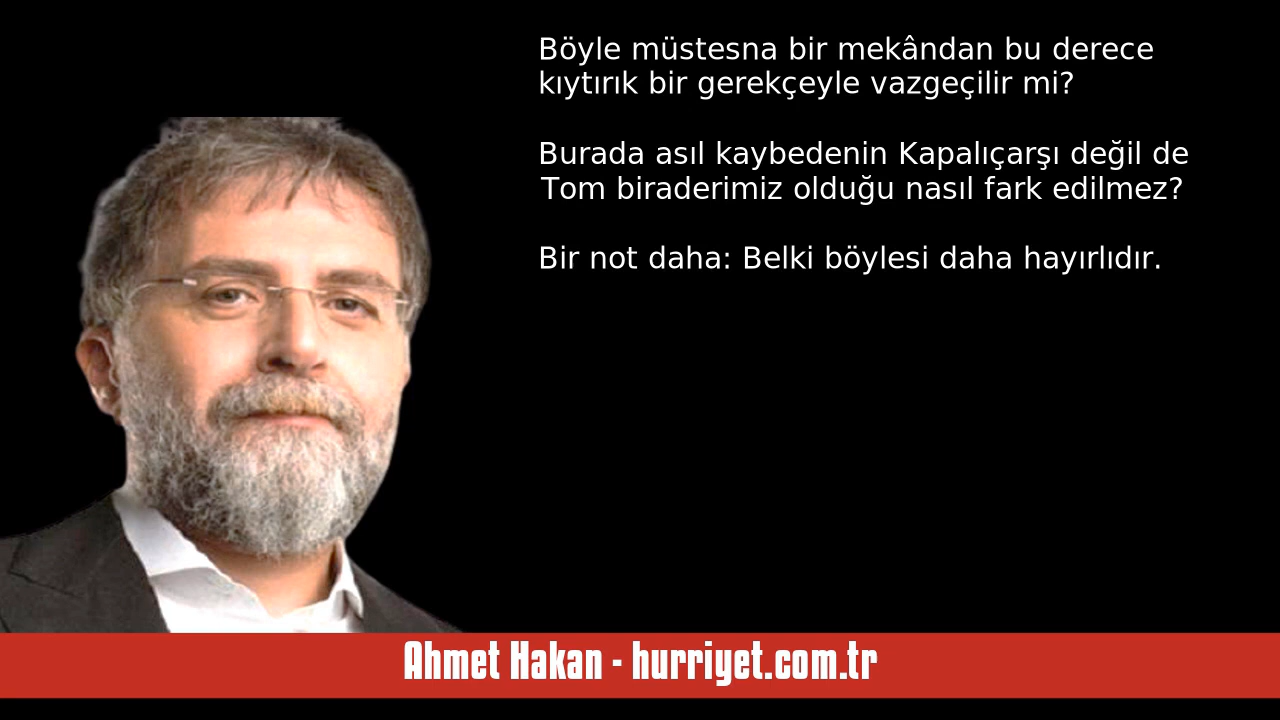 Böyle müstesna bir mekândan bu derece
kıytırık bir gerekçeyle vazgeçilir mi?
Burada asıl kaybedenin Kapalıçarşı değil de
Tom biraderimiz olduğu nasıl fark edilmez?
Bir not daha: Belki böylesi daha hayırlıdır.
Ahmet Hakan - hurriyet.com.tr